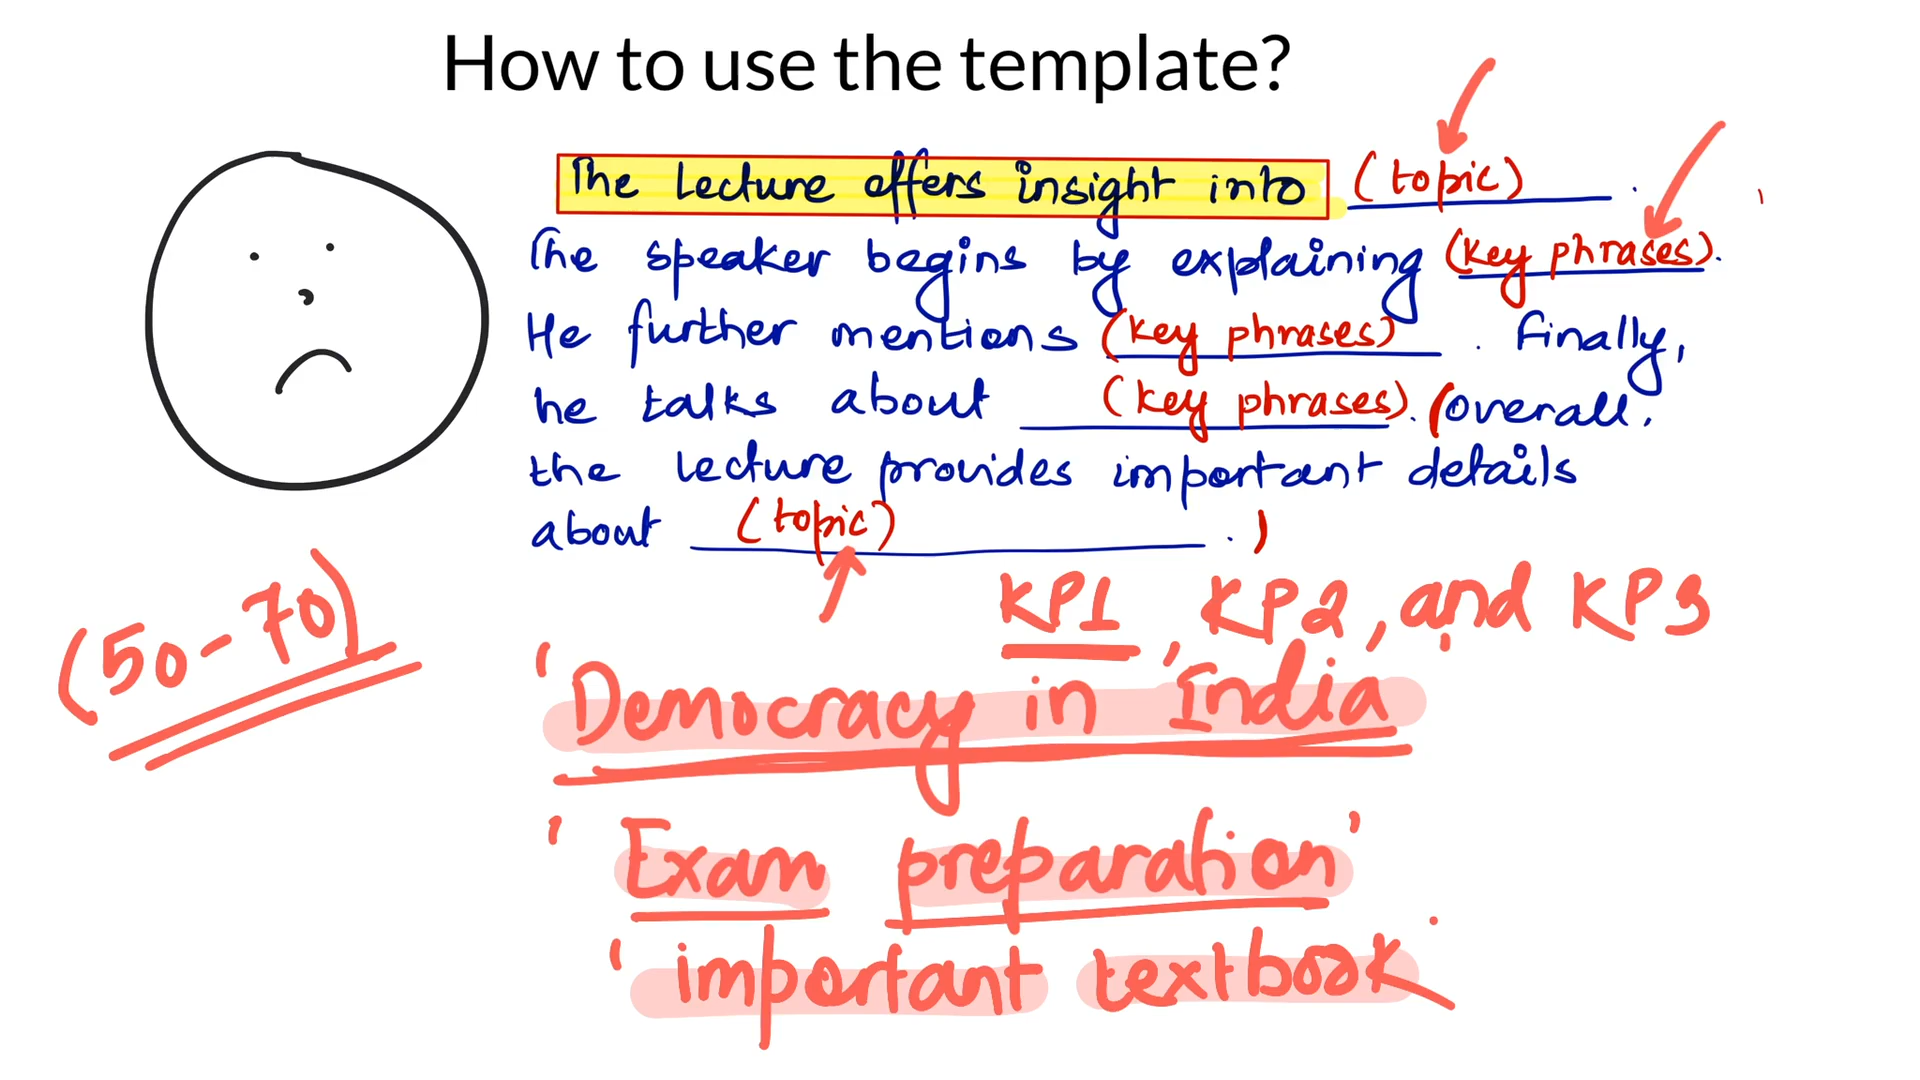 How to use the template?
The Lecture offers insight into (topic).
The speaker begins by explaining (key phrases).
He further mentions (key phrases). Finally,
he talks about (key phrases). (overall,
the lecture provides important details
about (topic).)
KP1, KP2, and KP3
(50-70)
'Democracy in India
'Exam preparation'
'important textbook